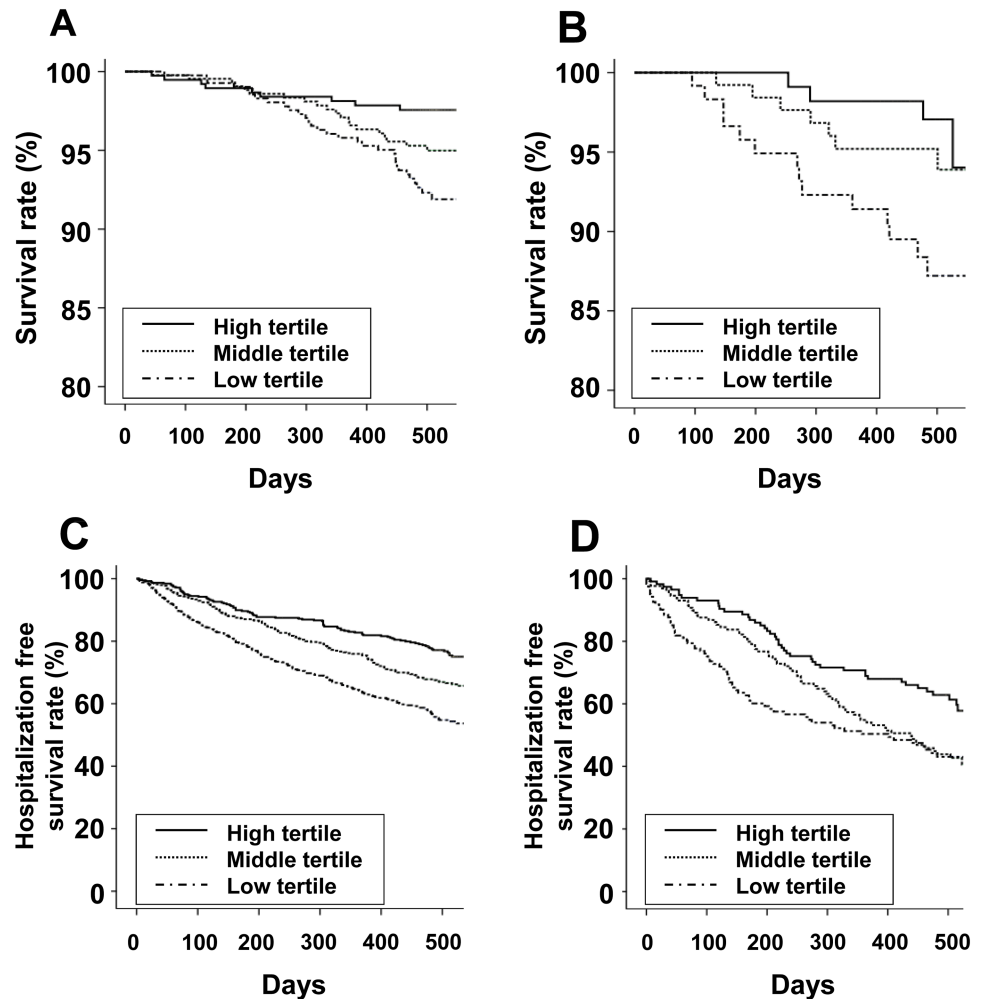 A
Survival rate (%)
100
95
90
85
80
High tertile
Middle tertile
Low tertile
0 100 200 300 400 500
Days
B
Survival rate (%)
100
95
90
85
80
High tertile
Middle tertile
Low tertile
0 100 200 300 400 500
Days
C
Hospitalization free
survival rate (%)
100
80
60
40
20
0
High tertile
Middle tertile
Low tertile
0 100 200 300 400 500
Days
D
Hospitalization free
survival rate (%)
100
80
60
40
20
0
High tertile
Middle tertile
Low tertile
0 100 200 300 400 500
Days